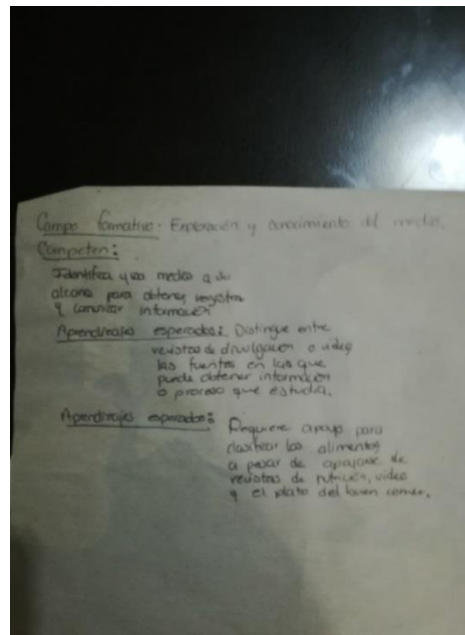 Campo formativo: Exploración y conocimiento del medio.
Competen:
Identifica y usa medios a su
alcance para obtener registra
y comunicar información
Aprendizajes esperados: Distingue entre
revistas de divulgación o video
las fuentes en las que
puede obtener información
o proceso que estudia.
Aprendizajes esperados: Requiere apoyo para
clasificar los alimentos
a pesar de apoyarse de
revistas de nutrición, video
y el plato del buen comer.